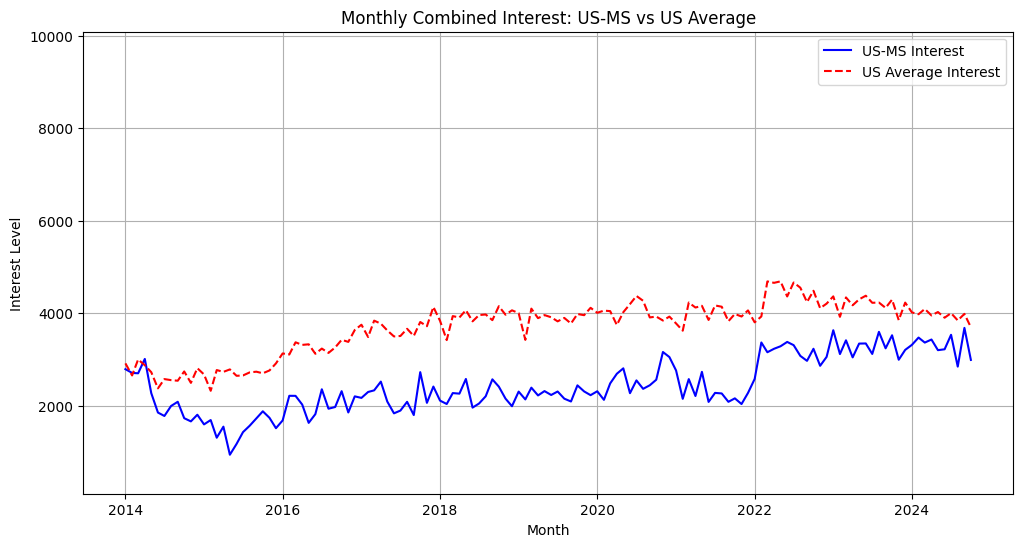 Monthly Combined Interest: US-MS vs US Average
US-MS Interest
US Average Interest
Interest Level
10000
8000
6000
4000
2000
2014 2016 2018 2020 2022 2024
Month